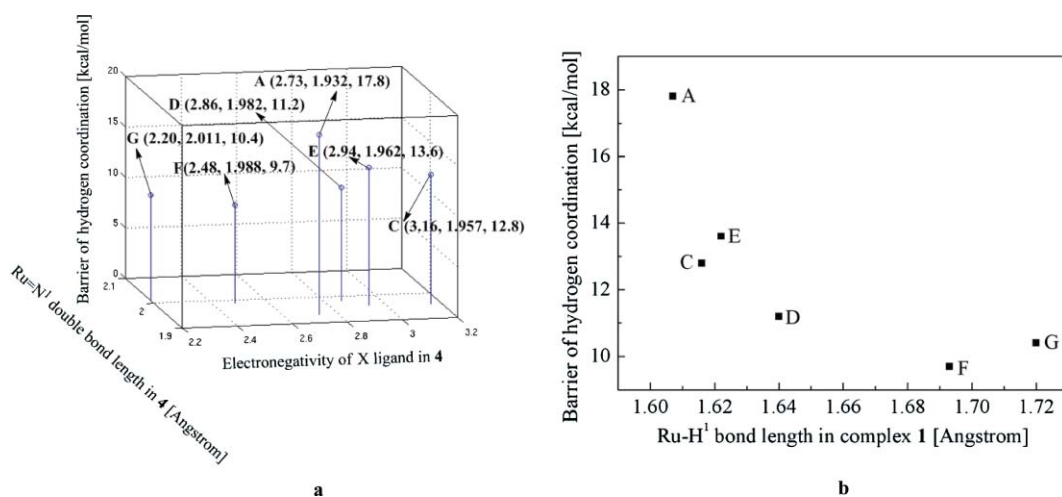 20
15
10
5
0
2.1
2
1.9
2.2
2.4
2.6
2.8
3
3.2
Barrier of hydrogen coordination [kcal/mol]
Ru=N¹ double bond length in 4 [Angstrom]
Electronegativity of X ligand in 4
A (2.73, 1.932, 17.8)
D (2.86, 1.982, 11.2)
G (2.20, 2.011, 10.4)
E (2.94, 1.962, 13.6)
F(2.48, 1.988, 9.7)
C (3.16, 1.957, 12.8)
a
Barrier of hydrogen coordination [kcal/mol]
18
16
14
12
10
A
E
C
D
G
F
1.60 1.62 1.64 1.66 1.68 1.70 1.72
Ru-H¹ bond length in complex 1 [Angstrom]
b